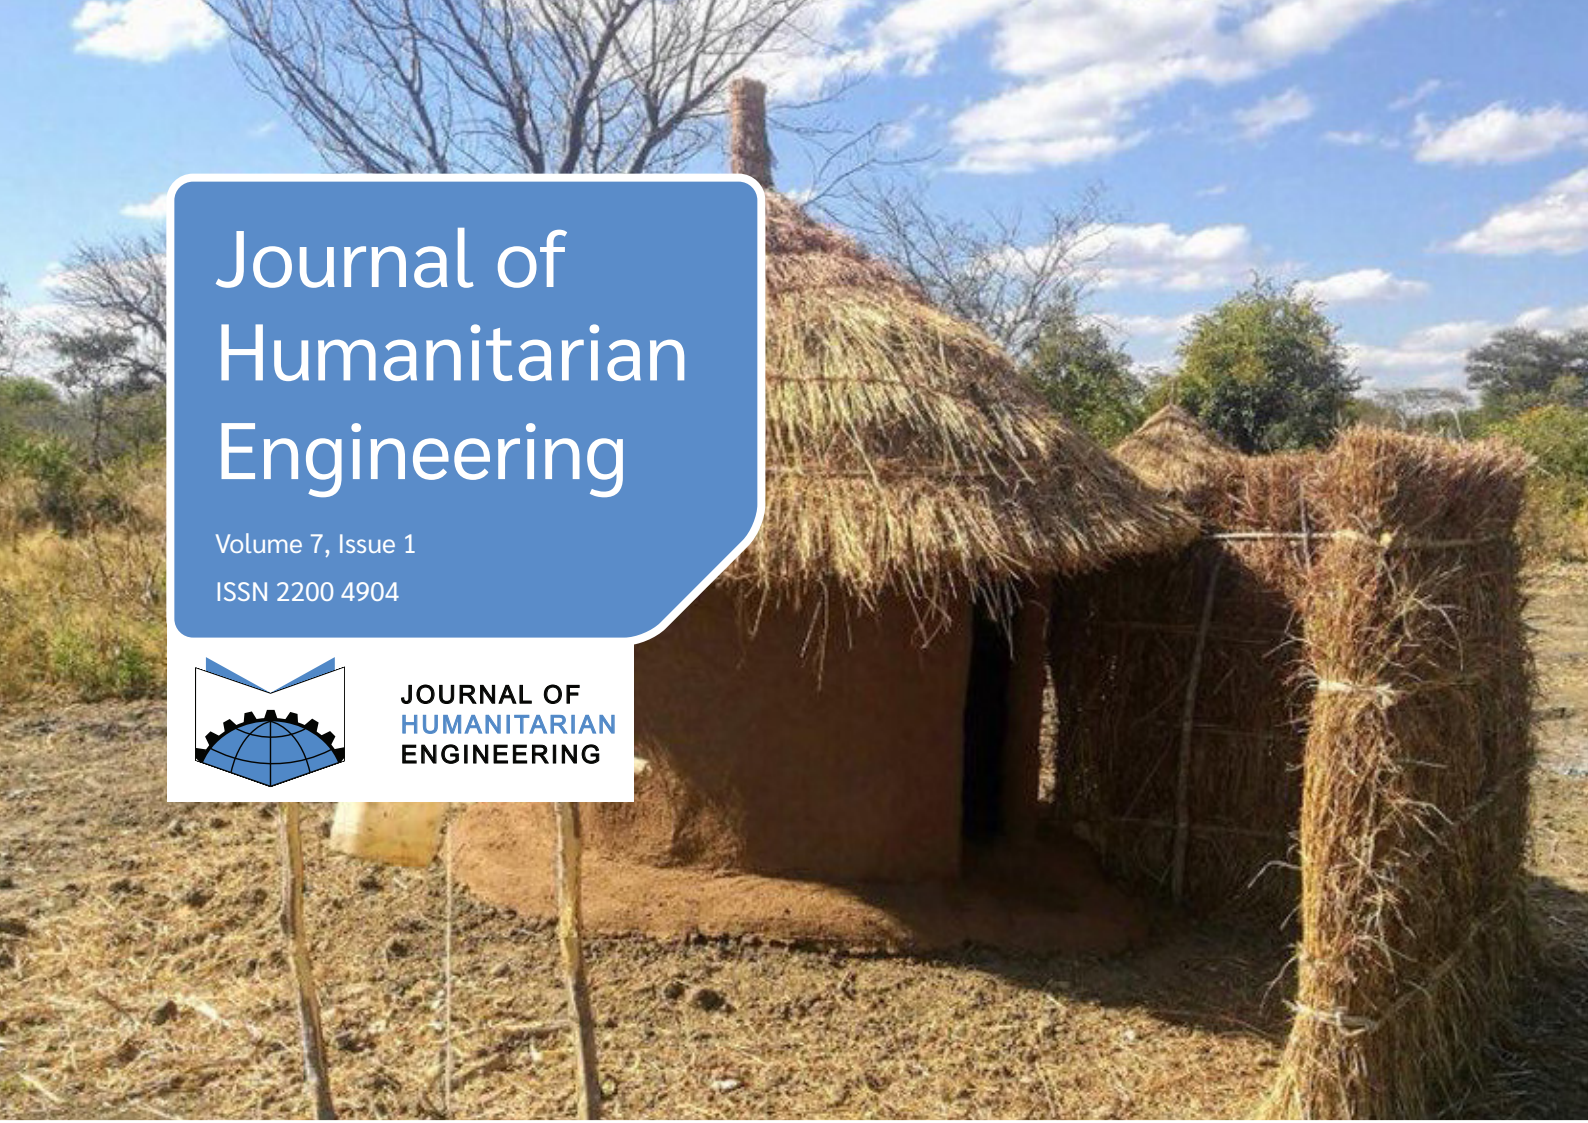 Journal of
Humanitarian
Engineering
Volume 7, Issue 1
ISSN 2200 4904
JOURNAL OF
HUMANITARIAN
ENGINEERING